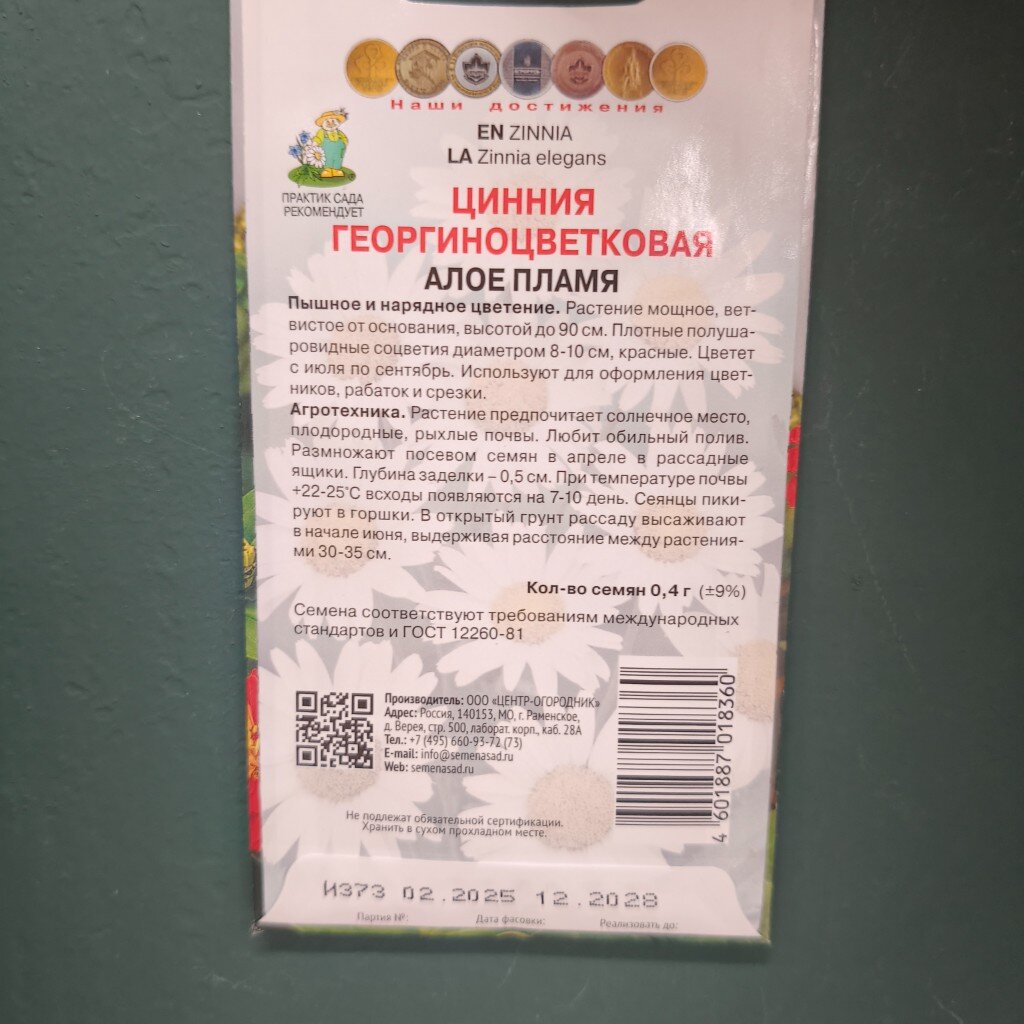 Наши достижения
EN ZINNIA
LA Zinnia elegans
ПРАКТИК САДА
РЕКОМЕНДУЕТ
ЦИННИЯ
ГЕОРГИНОЦВЕТКОВАЯ
АЛОЕ ПЛАМЯ
Пышное и нарядное цветение. Растение мощное, вет-
вистое от основания, высотой до 90 см. Плотные полуша-
ровидные соцветия диаметром 8-10 см, красные. Цветет
с июля по сентябрь. Используют для оформления цвет-
ников, рабаток и срезки.
Агротехника. Растение предпочитает солнечное место,
плодородные, рыхлые почвы. Любит обильный полив.
Размножают посевом семян в апреле в рассадные
ящики. Глубина заделки – 0,5 см. При температуре почвы
+22-25°С всходы появляются на 7-10 день. Сеянцы пики-
руют в горшки. В открытый грунт рассаду высаживают
в начале июня, выдерживая расстояние между растения-
ми 30-35 см.
Кол-во семян 0,4 г (±9%)
Семена соответствуют требованиям международных
стандартов и ГОСТ 12260-81
Производитель: ООО «ЦЕНТР-ОГОРОДНИК»
Адрес: Россия, 140153, МО, г. Раменское,
д. Верея, стр. 500, лаборат. корп., каб. 28А
Тел.: +7 (495) 660-93-72 (73)
E-mail: info@semenasad.ru
Web: semenasad.ru
4 601887 018360
Не подлежат обязательной сертификации.
Хранить в сухом прохладном месте.
И373 02.2025 12.2028
Партия №: Дата фасовки: Реализовать до: